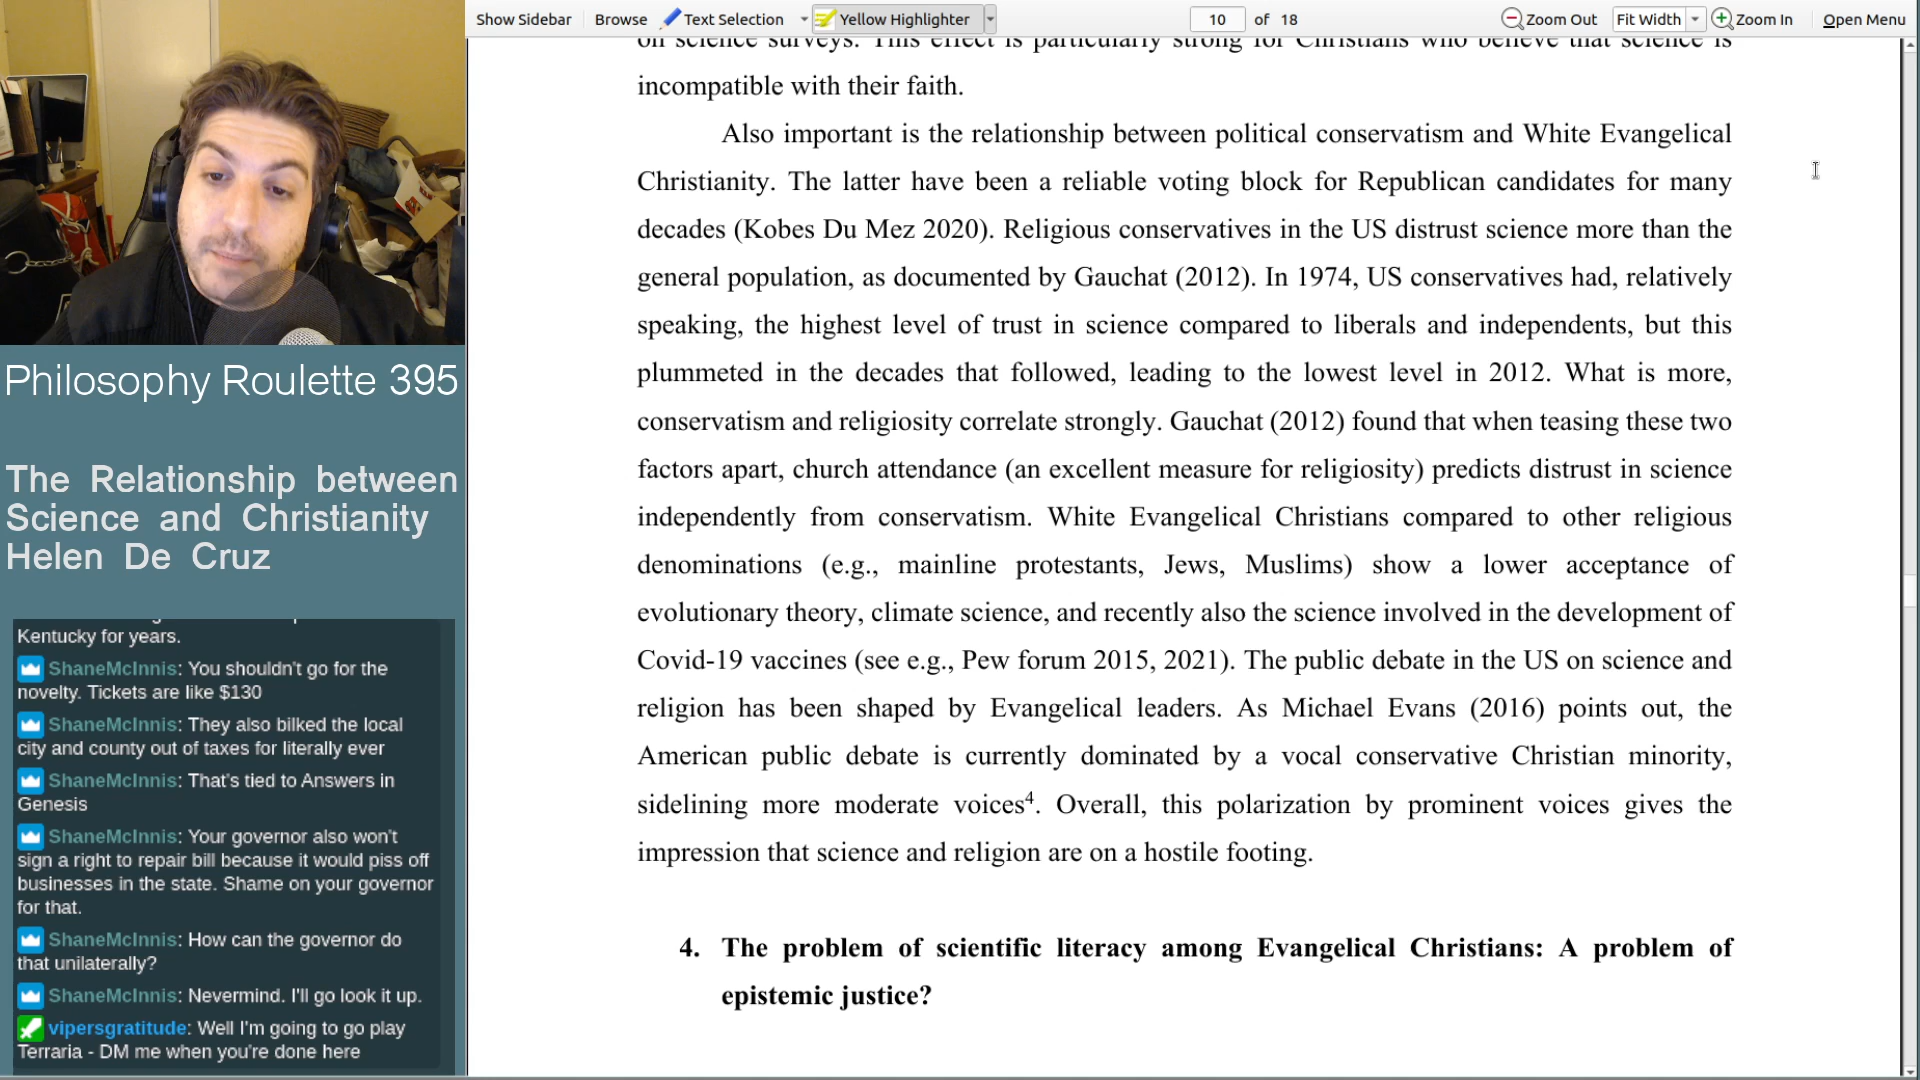 Show Sidebar Browse Text Selection Yellow Highlighter 10 of 18 Zoom Out Fit Width Zoom In Open Menu
on science surveys. This effect is particularly strong for Christians who believe that science is
incompatible with their faith.
Also important is the relationship between political conservatism and White Evangelical
Christianity. The latter have been a reliable voting block for Republican candidates for many
decades (Kobes Du Mez 2020). Religious conservatives in the US distrust science more than the
general population, as documented by Gauchat (2012). In 1974, US conservatives had, relatively
speaking, the highest level of trust in science compared to liberals and independents, but this
plummeted in the decades that followed, leading to the lowest level in 2012. What is more,
conservatism and religiosity correlate strongly. Gauchat (2012) found that when teasing these two
factors apart, church attendance (an excellent measure for religiosity) predicts distrust in science
independently from conservatism. White Evangelical Christians compared to other religious
denominations (e.g., mainline protestants, Jews, Muslims) show a lower acceptance of
evolutionary theory, climate science, and recently also the science involved in the development of
Covid-19 vaccines (see e.g., Pew forum 2015, 2021). The public debate in the US on science and
religion has been shaped by Evangelical leaders. As Michael Evans (2016) points out, the
American public debate is currently dominated by a vocal conservative Christian minority,
sidelining more moderate voices⁴. Overall, this polarization by prominent voices gives the
impression that science and religion are on a hostile footing.
4. The problem of scientific literacy among Evangelical Christians: A problem of
epistemic justice?
Philosophy Roulette 395
The Relationship between
Science and Christianity
Helen De Cruz
Kentucky for years.
ShaneMcInnis: You shouldn't go for the
novelty. Tickets are like $130
ShaneMcInnis: They also bilked the local
city and county out of taxes for literally ever
ShaneMcInnis: That's tied to Answers in
Genesis
ShaneMcInnis: Your governor also won't
sign a right to repair bill because it would piss off
businesses in the state. Shame on your governor
for that.
ShaneMcInnis: How can the governor do
that unilaterally?
ShaneMcInnis: Nevermind. I'll go look it up.
vipersgratitude: Well I'm going to go play
Terraria - DM me when you're done here